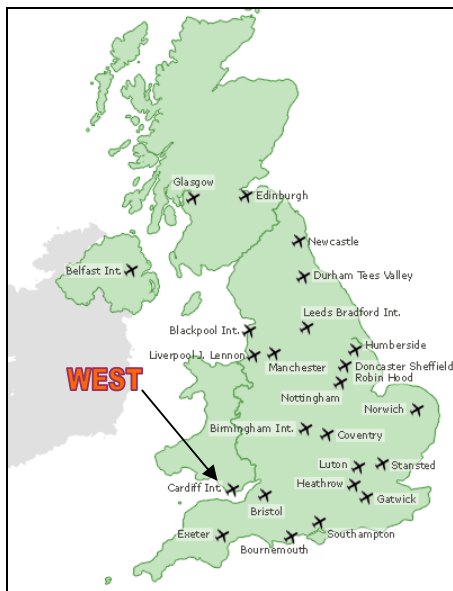 Glasgow
Edinburgh
Newcastle
Belfast Int.
Durham Tees Valley
Leeds Bradford Int.
Blackpool Int.
Humberside
Liverpool J. Lennon
Manchester
Doncaster Sheffield
Robin Hood
WEST
Nottingham
Norwich
Birmingham Int.
Coventry
Luton
Stansted
Cardiff Int.
Heathrow
Bristol
Gatwick
Exeter
Southampton
Bournemouth